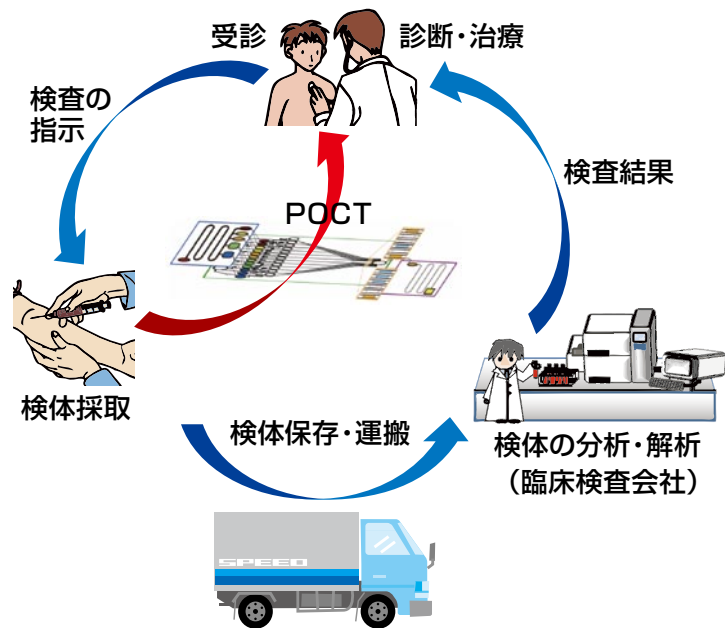 受診
診断・治療
検査の
指示
検査結果
POCT
検体採取
検体保存・運搬
検体の分析・解析
（臨床検査会社）
SPEED